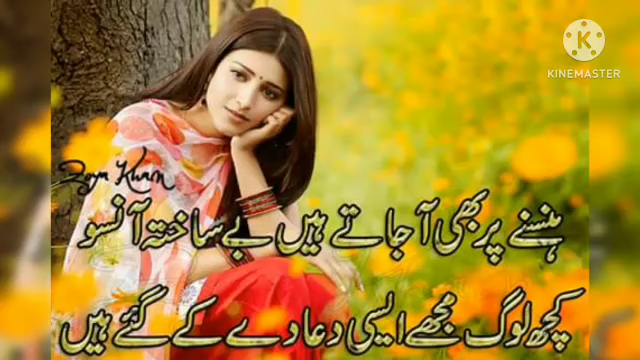 KINEMASTER
Zoya Khan
ہنسنے پر بھی آ جاتے ہیں بے ساختہ آنسو
کچھ لوگ مجھے ایسی دعا دے کے گئے ہیں